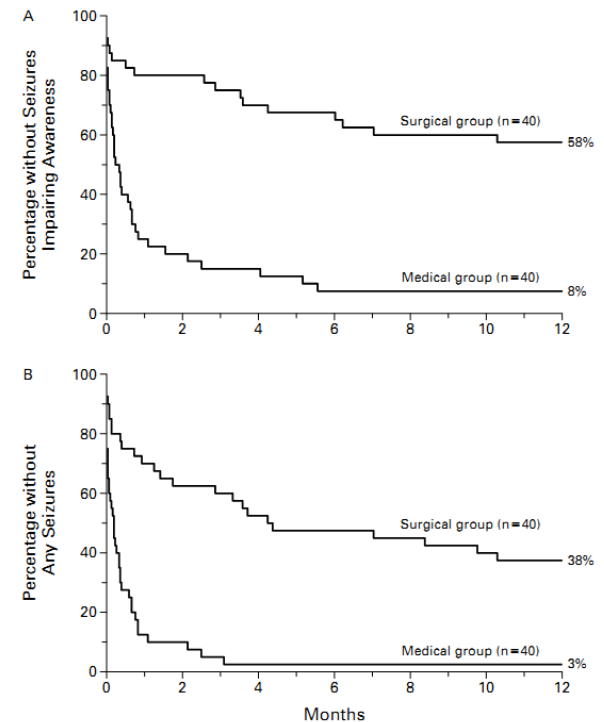 A
Percentage without Seizures
Impairing Awareness
100
80
60
40
20
0
Surgical group (n=40)
58%
Medical group (n=40)
8%
0 2 4 6 8 10 12
B
Percentage without
Any Seizures
100
80
60
40
20
0
Surgical group (n=40)
38%
Medical group (n=40)
3%
0 2 4 6 8 10 12
Months